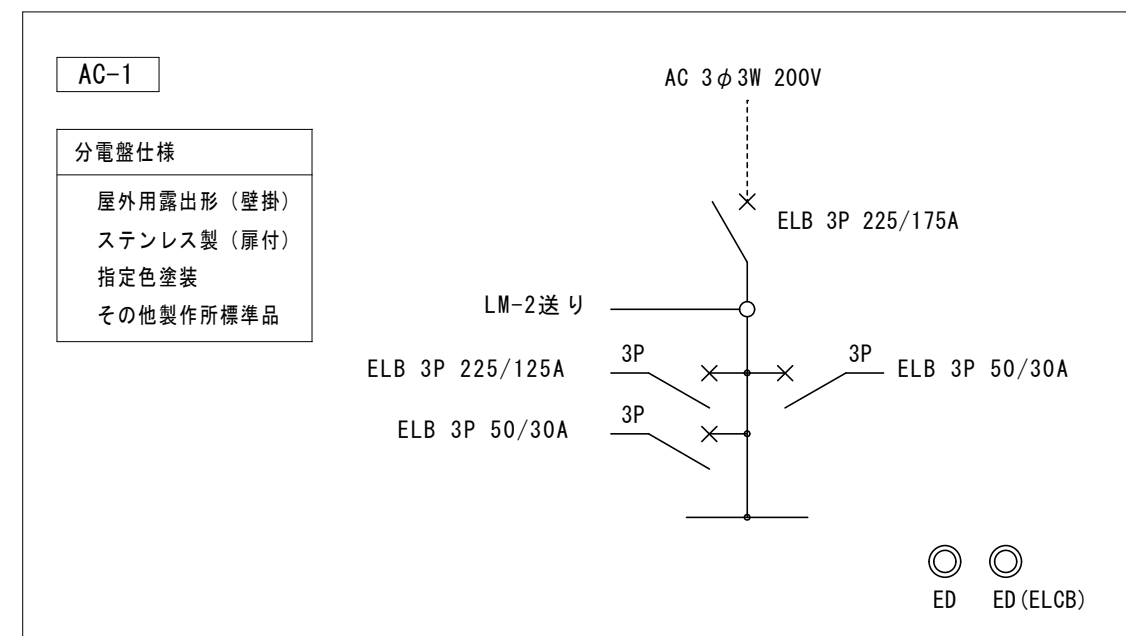 AC-1
AC 3φ3W 200V
分電盤仕様
屋外用露出形（壁掛）
ステンレス製（扉付）
指定色塗装
その他製作所標準品
ELB 3P 225/175A
LM-2送り
ELB 3P 225/125A
3P
3P
ELB 3P 50/30A
ELB 3P 50/30A
3P
ED
ED(ELCB)